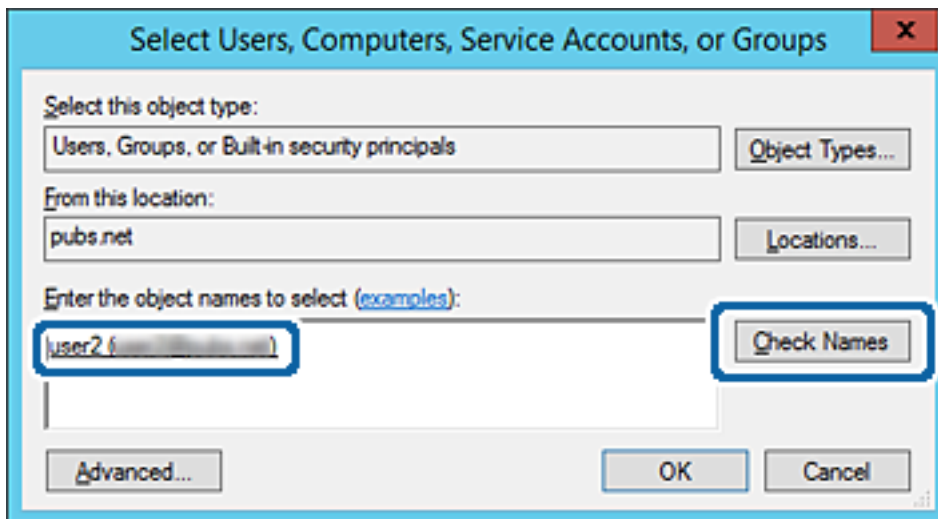 Select Users, Computers, Service Accounts, or Groups
x
Select this object type:
Users, Groups, or Built-in security principals
Object Types...
From this location:
pubs.net
Locations...
Enter the object names to select (examples):
user2 (
)
Check Names
Advanced...
OK
Cancel